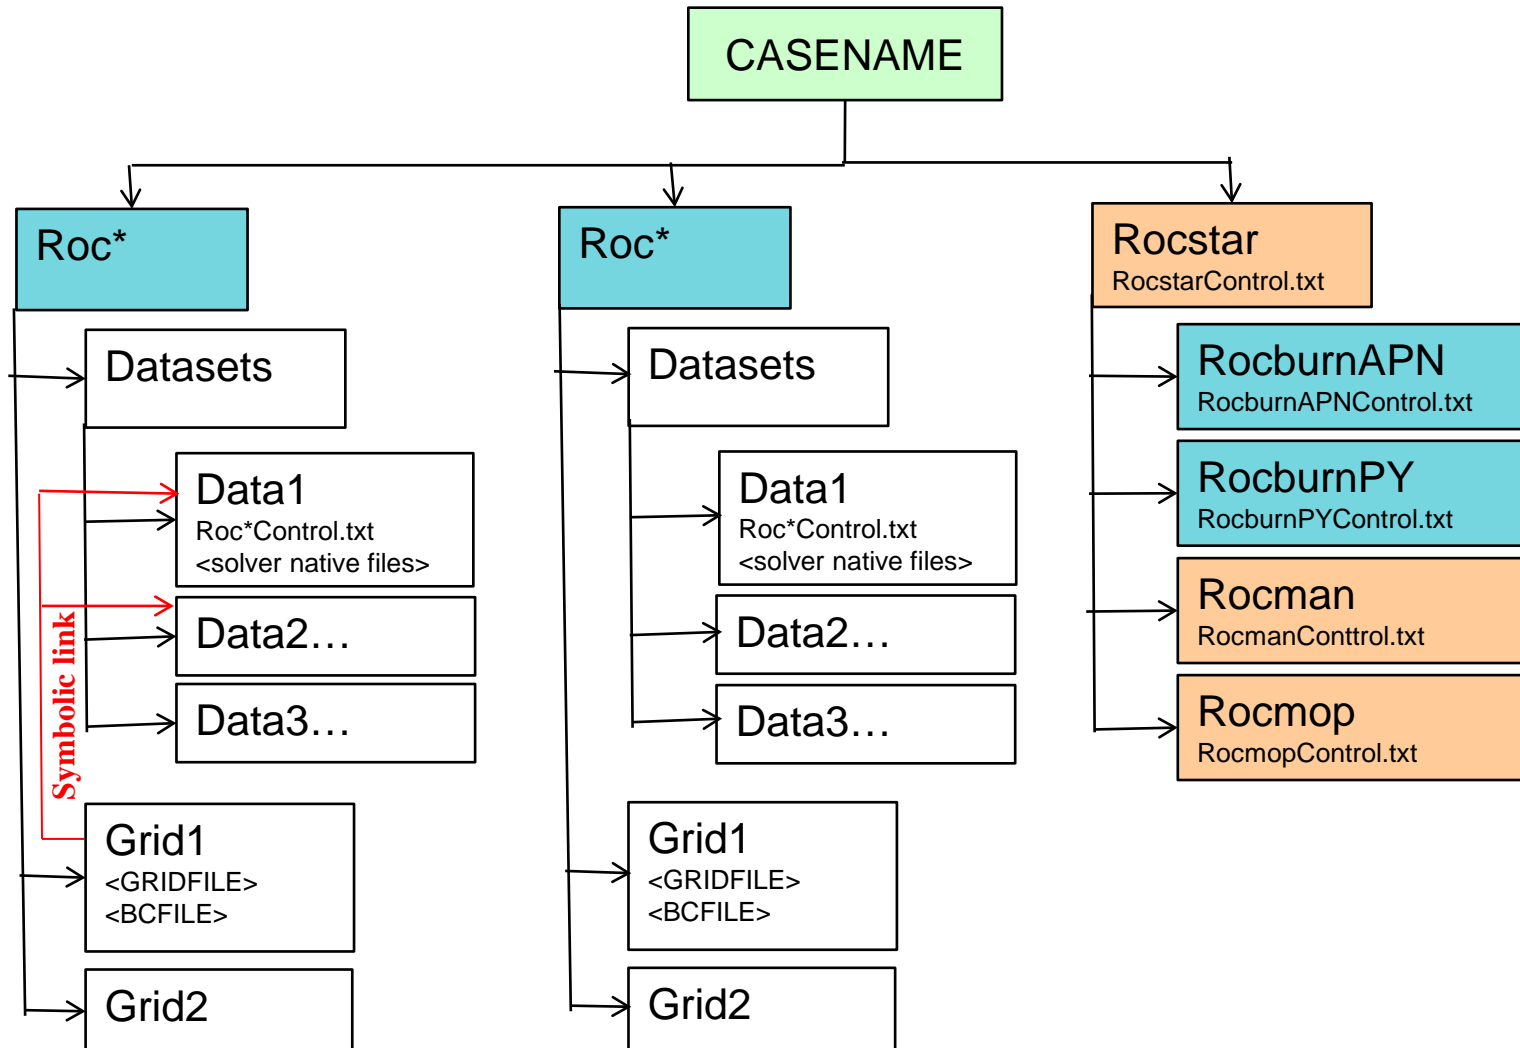 CASENAME
Roc*
Datasets
Data1
Roc*Control.txt
<solver native files>
Data2…
Data3…
Symbolic link
Grid1
<GRIDFILE>
<BCFILE>
Grid2
Roc*
Datasets
Data1
Roc*Control.txt
<solver native files>
Data2…
Data3…
Grid1
<GRIDFILE>
<BCFILE>
Grid2
Rocstar
RocstarControl.txt
RocburnAPN
RocburnAPNControl.txt
RocburnPY
RocburnPYControl.txt
Rocman
RocmanConttrol.txt
Rocmop
RocmopControl.txt